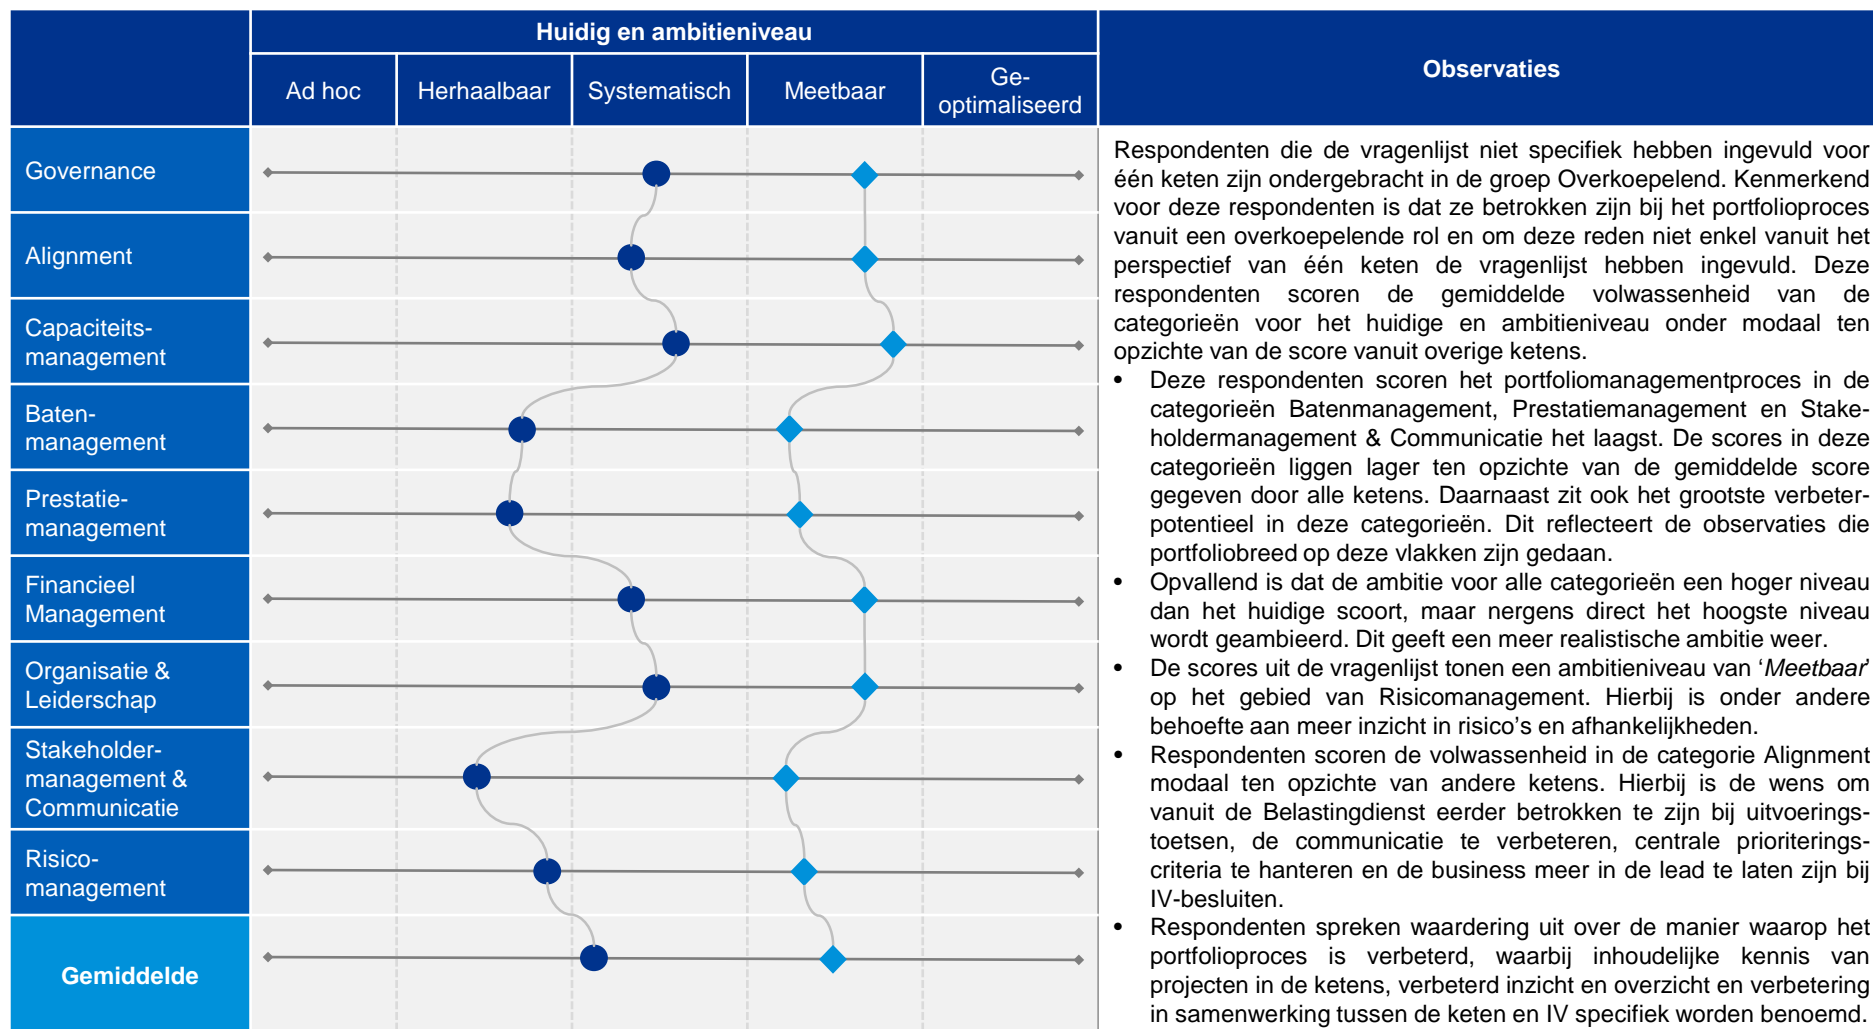 Huidig en ambitieniveau
Observaties
Ad hoc
Herhaalbaar
Systematisch
Meetbaar
Ge-
optimaliseerd
Governance
Alignment
Capaciteits-
management
Baten-
management
Prestatie-
management
Financieel
Management
Organisatie &
Leiderschap
Stakeholder-
management &
Communicatie
Risico-
management
Gemiddelde
Respondenten die de vragenlijst niet specifiek hebben ingevuld voor
één keten zijn ondergebracht in de groep Overkoepelend. Kenmerkend
voor deze respondenten is dat ze betrokken zijn bij het portfolioproces
vanuit een overkoepelende rol en om deze reden niet enkel vanuit het
perspectief van één keten de vragenlijst hebben ingevuld. Deze
respondenten scoren de gemiddelde volwassenheid van de
categorieën voor het huidige en ambitieniveau onder modaal ten
opzichte van de score vanuit overige ketens.
• Deze respondenten scoren het portfoliomanagementproces in de
categorieën Batenmanagement, Prestatiemanagement en Stake-
holdermanagement & Communicatie het laagst. De scores in deze
categorieën liggen lager ten opzichte van de gemiddelde score
gegeven door alle ketens. Daarnaast zit ook het grootste verbeter-
potentieel in deze categorieën. Dit reflecteert de observaties die
portfoliobreed op deze vlakken zijn gedaan.
• Opvallend is dat de ambitie voor alle categorieën een hoger niveau
dan het huidige scoort, maar nergens direct het hoogste niveau
wordt geambieerd. Dit geeft een meer realistische ambitie weer.
• De scores uit de vragenlijst tonen een ambitieniveau van ‘Meetbaar’
op het gebied van Risicomanagement. Hierbij is onder andere
behoefte aan meer inzicht in risico’s en afhankelijkheden.
• Respondenten scoren de volwassenheid in de categorie Alignment
modaal ten opzichte van andere ketens. Hierbij is de wens om
vanuit de Belastingdienst eerder betrokken te zijn bij uitvoerings-
toetsen, de communicatie te verbeteren, centrale prioriterings-
criteria te hanteren en de business meer in de lead te laten zijn bij
IV-besluiten.
• Respondenten spreken waardering uit over de manier waarop het
portfolioproces is verbeterd, waarbij inhoudelijke kennis van
projecten in de ketens, verbeterd inzicht en overzicht en verbetering
in samenwerking tussen de keten en IV specifiek worden benoemd.